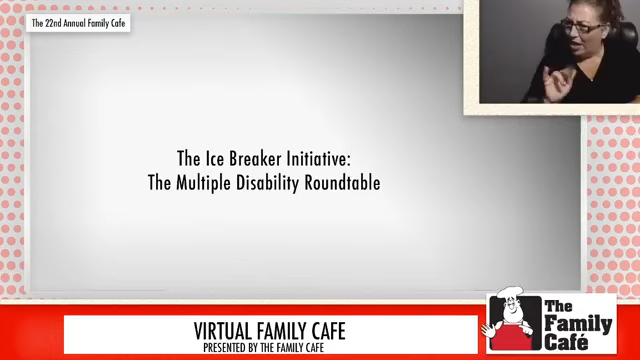 The 22nd Annual Family Cafe
The Ice Breaker Initiative:
The Multiple Disability Roundtable
VIRTUAL FAMILY CAFE
PRESENTED BY THE FAMILY CAFE
The
Family
Café